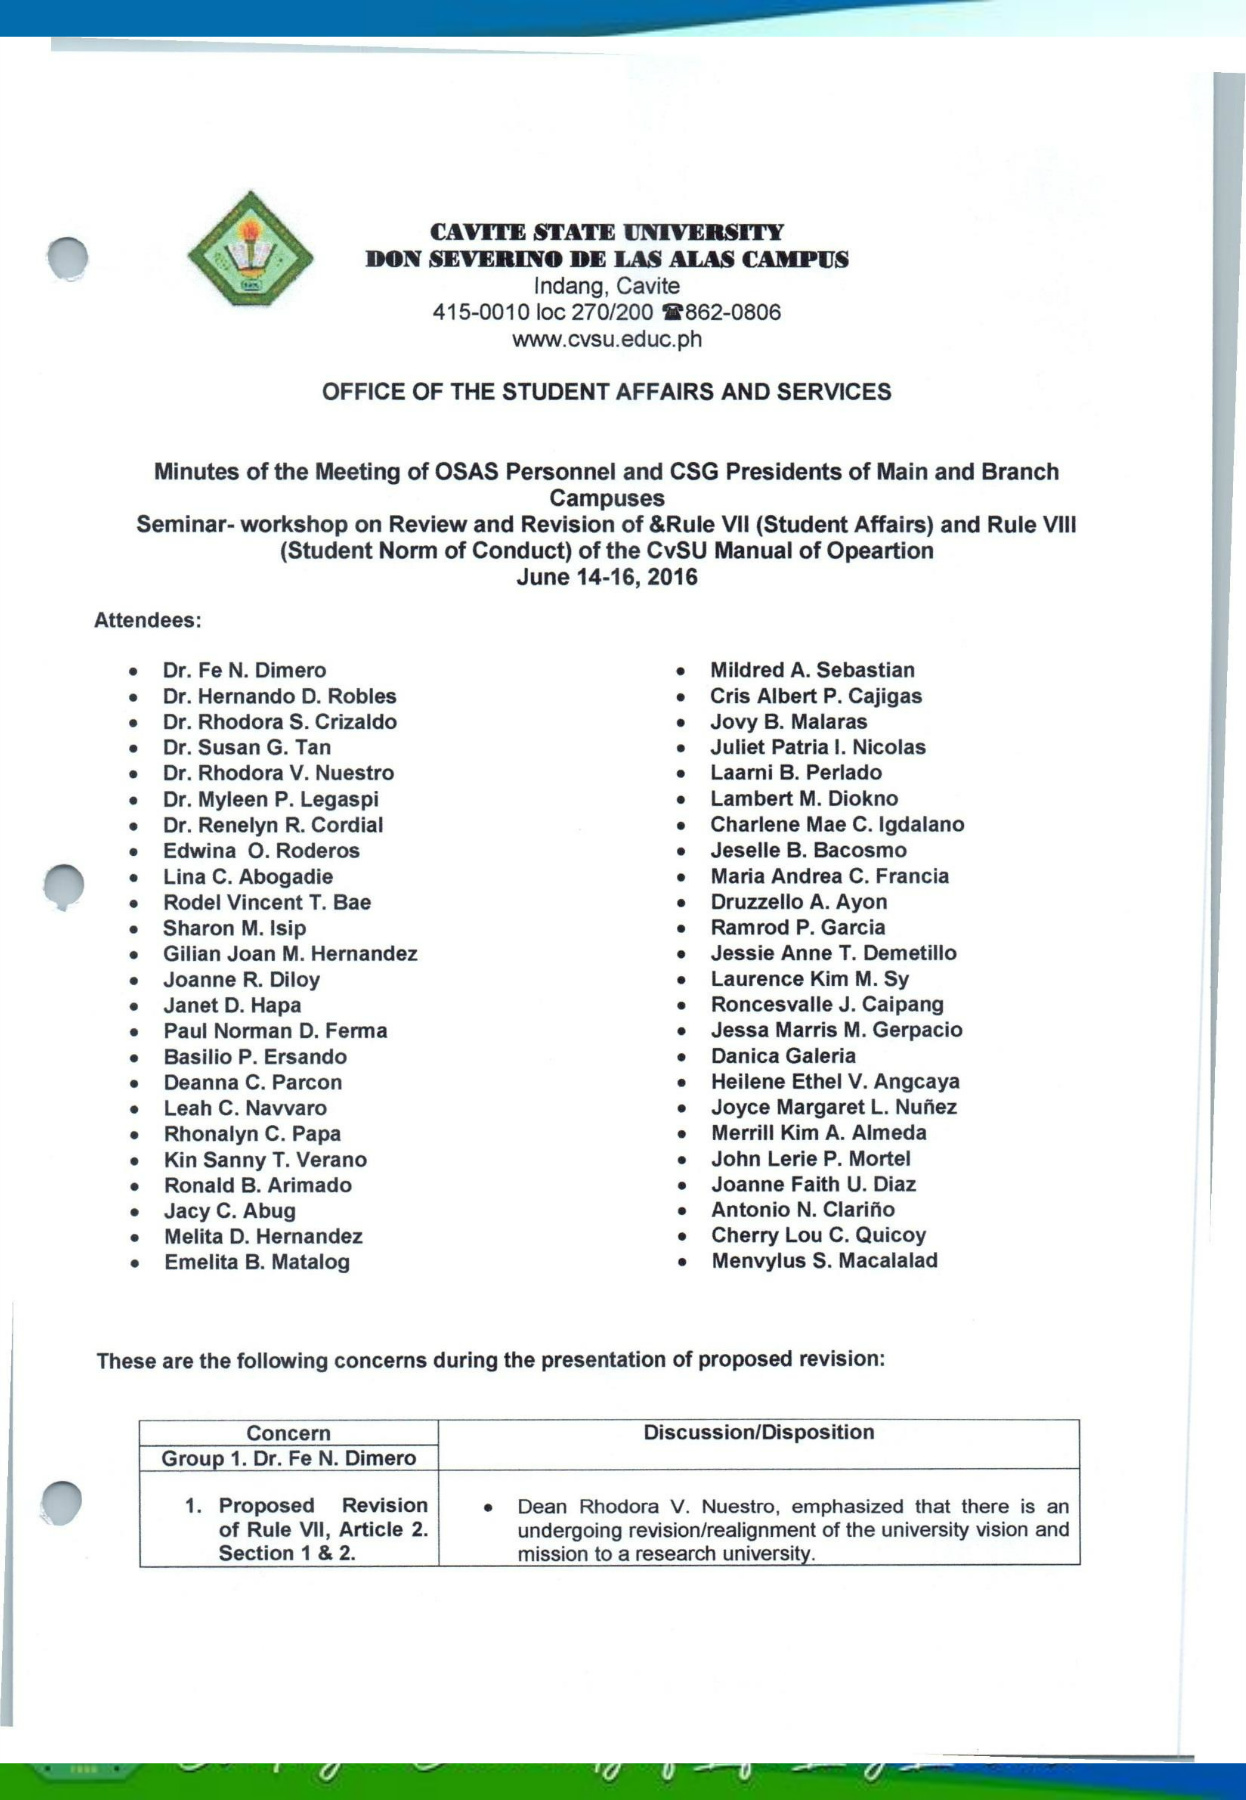 CAVITE STATE UNIVERSITY
DON SEVERINO DE LAS ALAS CAMPUS
Indang, Cavite
415-0010 loc 270/200 ☎862-0806
www.cvsu.educ.ph
OFFICE OF THE STUDENT AFFAIRS AND SERVICES
Minutes of the Meeting of OSAS Personnel and CSG Presidents of Main and Branch
Campuses
Seminar- workshop on Review and Revision of &Rule VII (Student Affairs) and Rule VIII
(Student Norm of Conduct) of the CvSU Manual of Opeartion
June 14-16, 2016
Attendees:
• Dr. Fe N. Dimero
• Dr. Hernando D. Robles
• Dr. Rhodora S. Crizaldo
• Dr. Susan G. Tan
• Dr. Rhodora V. Nuestro
• Dr. Myleen P. Legaspi
• Dr. Renelyn R. Cordial
• Edwina O. Roderos
• Lina C. Abogadie
• Rodel Vincent T. Bae
• Sharon M. Isip
• Gilian Joan M. Hernandez
• Joanne R. Diloy
• Janet D. Hapa
• Paul Norman D. Ferma
• Basilio P. Ersando
• Deanna C. Parcon
• Leah C. Navvaro
• Rhonalyn C. Papa
• Kin Sanny T. Verano
• Ronald B. Arimado
• Jacy C. Abug
• Melita D. Hernandez
• Emelita B. Matalog
• Mildred A. Sebastian
• Cris Albert P. Cajigas
• Jovy B. Malaras
• Juliet Patria I. Nicolas
• Laarni B. Perlado
• Lambert M. Diokno
• Charlene Mae C. Igdalano
• Jeselle B. Bacosmo
• Maria Andrea C. Francia
• Druzzello A. Ayon
• Ramrod P. Garcia
• Jessie Anne T. Demetillo
• Laurence Kim M. Sy
• Roncesvalle J. Caipang
• Jessa Marris M. Gerpacio
• Danica Galeria
• Heilene Ethel V. Angcaya
• Joyce Margaret L. Nuñez
• Merrill Kim A. Almeda
• John Lerie P. Mortel
• Joanne Faith U. Diaz
• Antonio N. Clariño
• Cherry Lou C. Quicoy
• Menvylus S. Macalalad
These are the following concerns during the presentation of proposed revision:
Concern
Group 1. Dr. Fe N. Dimero
Discussion/Disposition
1. Proposed Revision
of Rule VII, Article 2.
Section 1 & 2.
• Dean Rhodora V. Nuestro, emphasized that there is an
undergoing revision/realignment of the university vision and
mission to a research university.